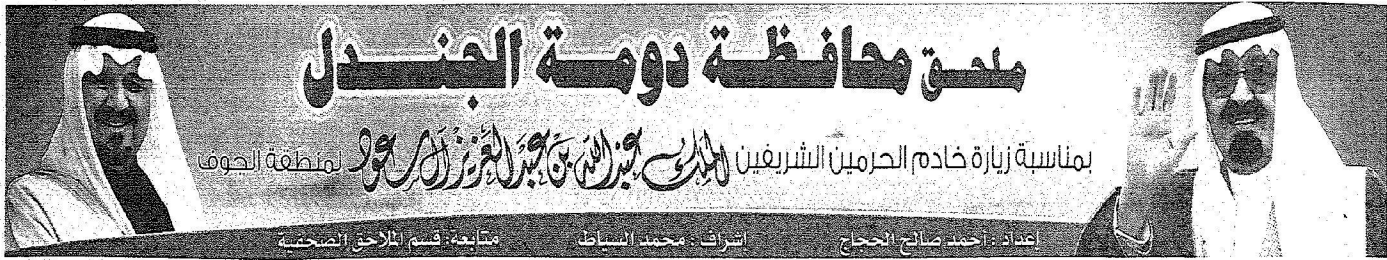 ملحق محافظة دومة الجندل
بمناسبة زيارة خادم الحرمين الشريفين الملك عبدالله بن عبدالعزيز آل سعود لمنطقة الجوف
إعداد : أحمد صالح الحجاج إشراف : محمد السياط متابعة: قسم الملاحق الصحفية